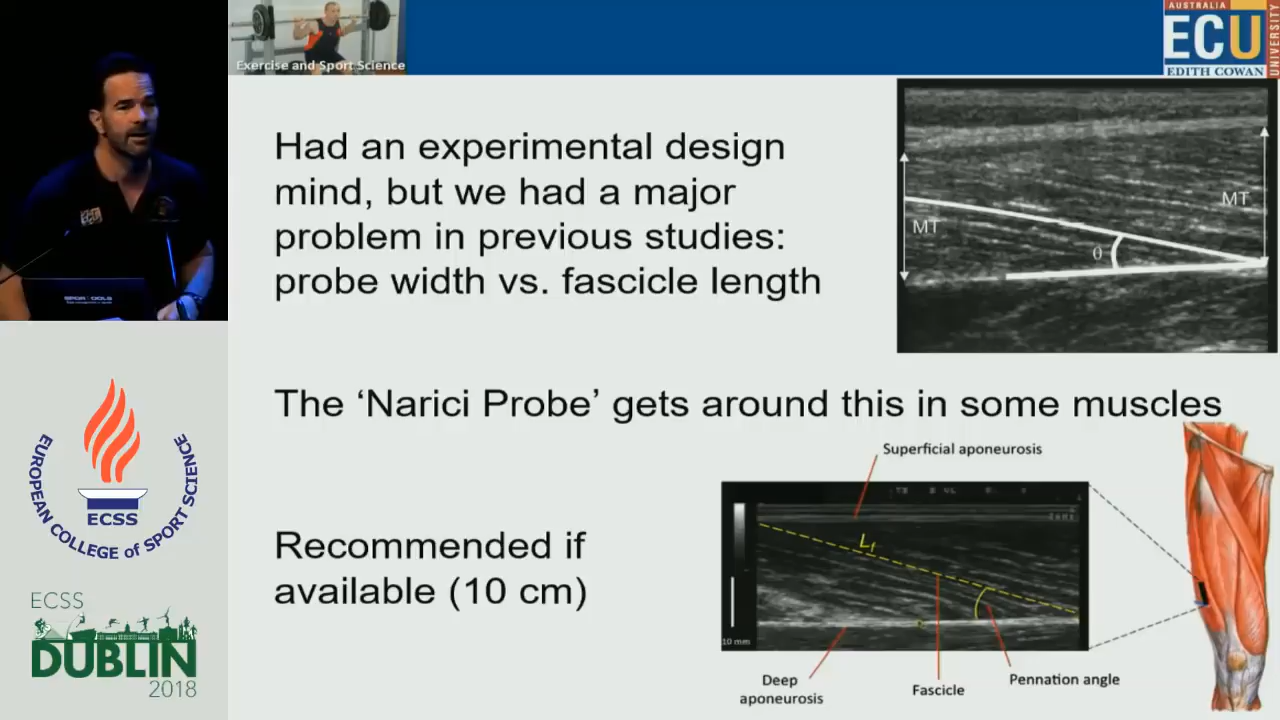 Exercise and Sport Science
AUSTRALIA
ECU
EDITH COWAN
UNIVERSITY
Had an experimental design
mind, but we had a major
problem in previous studies:
probe width vs. fascicle length
MT
MT
θ
The ‘Narici Probe’ gets around this in some muscles
Superficial aponeurosis
Recommended if
available (10 cm)
Lf
10 mm
Deep
aponeurosis
Fascicle
Pennation angle
EUROPEAN COLLEGE of SPORT SCIENCE
ECSS
ECSS
DUBLIN
2018